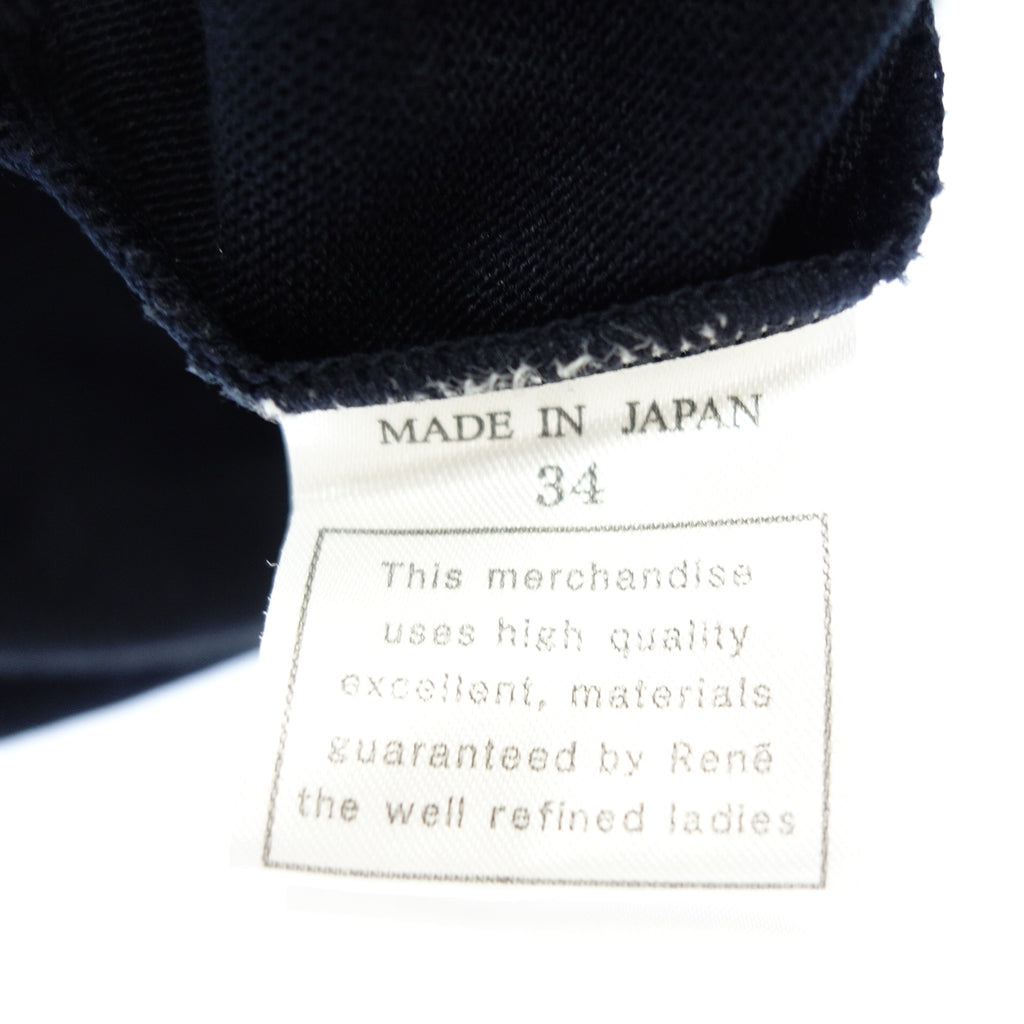 MADE IN JAPAN
34
This merchandise
uses high quality
excellent, materials
guaranteed by René
the well refined ladies